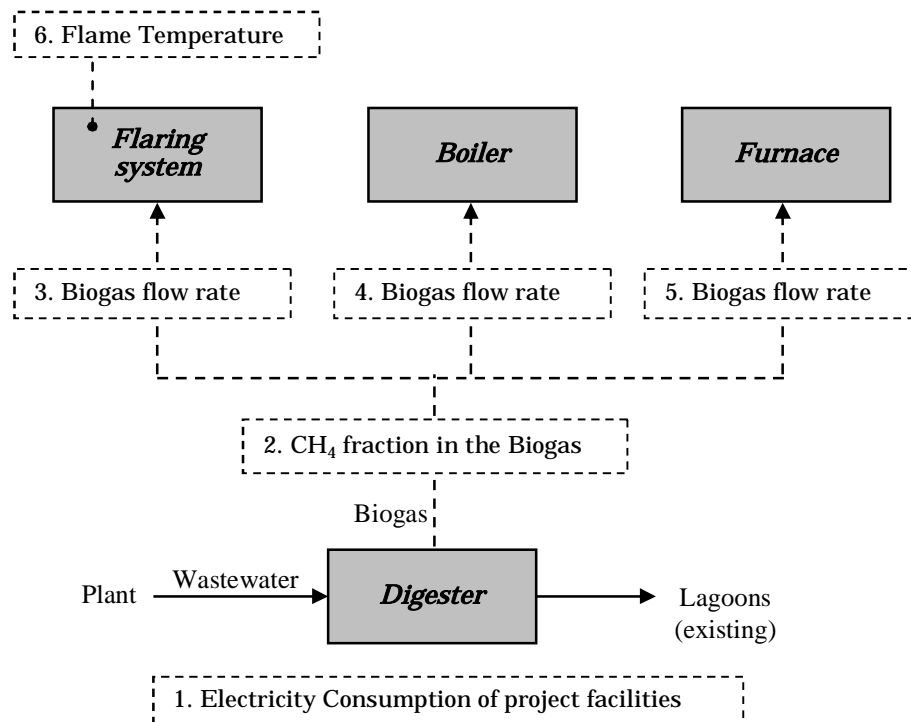 6. Flame Temperature
Flaring
system
Boiler
Furnace
3. Biogas flow rate
4. Biogas flow rate
5. Biogas flow rate
2. CH₄ fraction in the Biogas
Biogas
Plant
Wastewater
Digester
Lagoons
(existing)
1. Electricity Consumption of project facilities